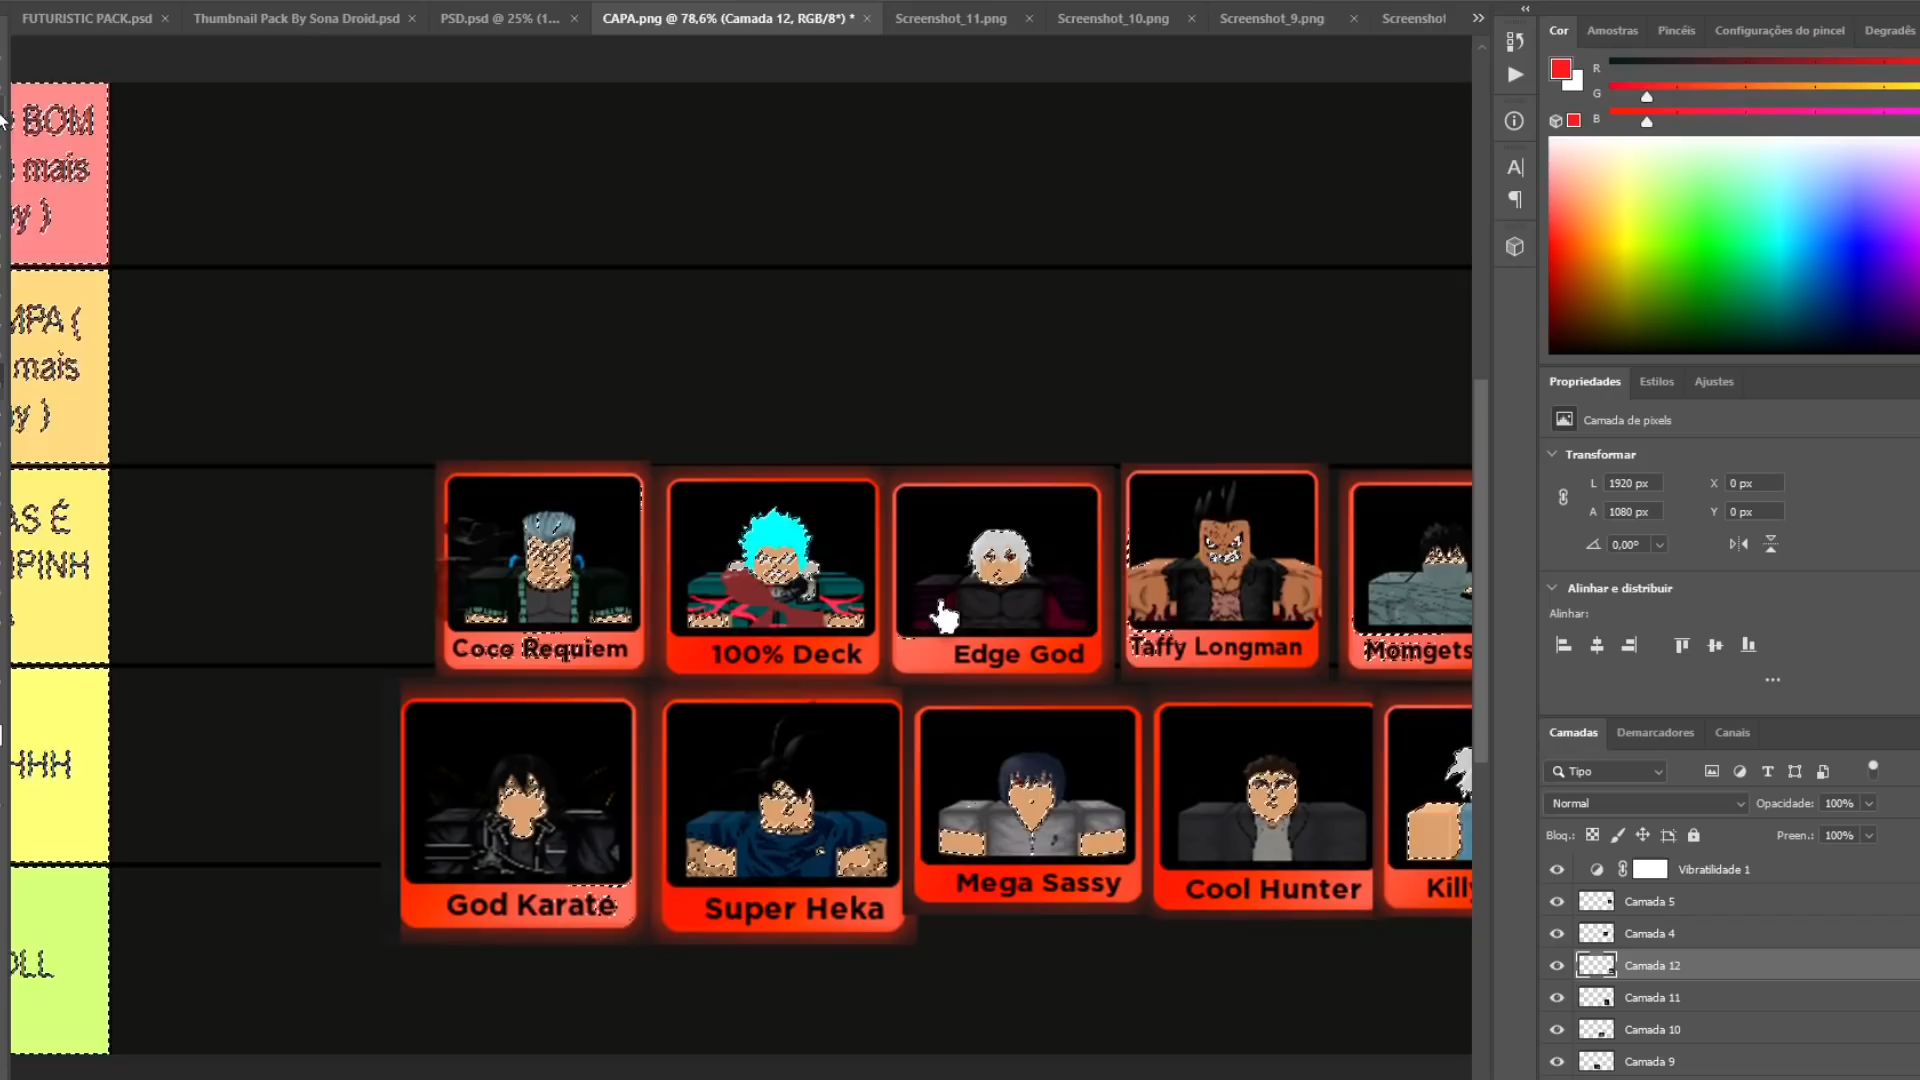 FUTURISTIC PACK.psd
Thumbnail Pack By Sona Droid.psd
PSD.psd @ 25% (1...
CAPA.png @ 78,6% (Camada 12, RGB/8*) *
Screenshot_11.png
Screenshot_10.png
Screenshot_9.png
Screenshot
Cor
Amostras
Pincéis
Configurações do pincel
Degradês
R
G
B
Propriedades
Estilos
Ajustes
Camada de pixels
Transformar
L 1920 px
X 0 px
A 1080 px
Y 0 px
0,00°
Alinhar e distribuir
Alinhar:
Camadas
Demarcadores
Canais
Tipo
Normal
Opacidade: 100%
Bloq.:
Preen.: 100%
Vibratilidade 1
Camada 5
Camada 4
Camada 12
Camada 11
Camada 10
Camada 9
BOM
mais
y )
MPA (
mais
y )
AS É
PINH
HHH
OLL
Coco Requiem
100% Deck
Edge God
Taffy Longman
Momgets
God Karate
Super Heka
Mega Sassy
Cool Hunter
Killy